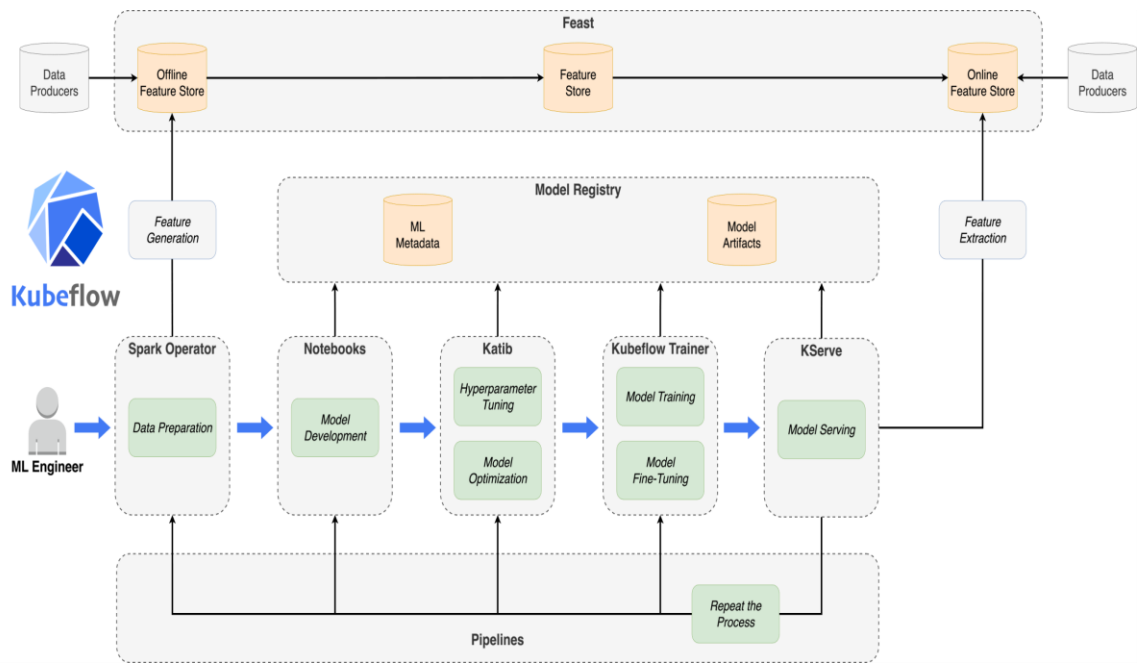 Feast
Data
Producers
Offline
Feature Store
Feature
Store
Online
Feature Store
Data
Producers
Model Registry
Feature
Generation
ML
Metadata
Model
Artifacts
Feature
Extraction
Kubeflow
Spark Operator
Notebooks
Katib
Kubeflow Trainer
KServe
Data Preparation
Model
Development
Hyperparameter
Tuning
Model
Optimization
Model Training
Model
Fine-Tuning
Model Serving
ML Engineer
Repeat the
Process
Pipelines